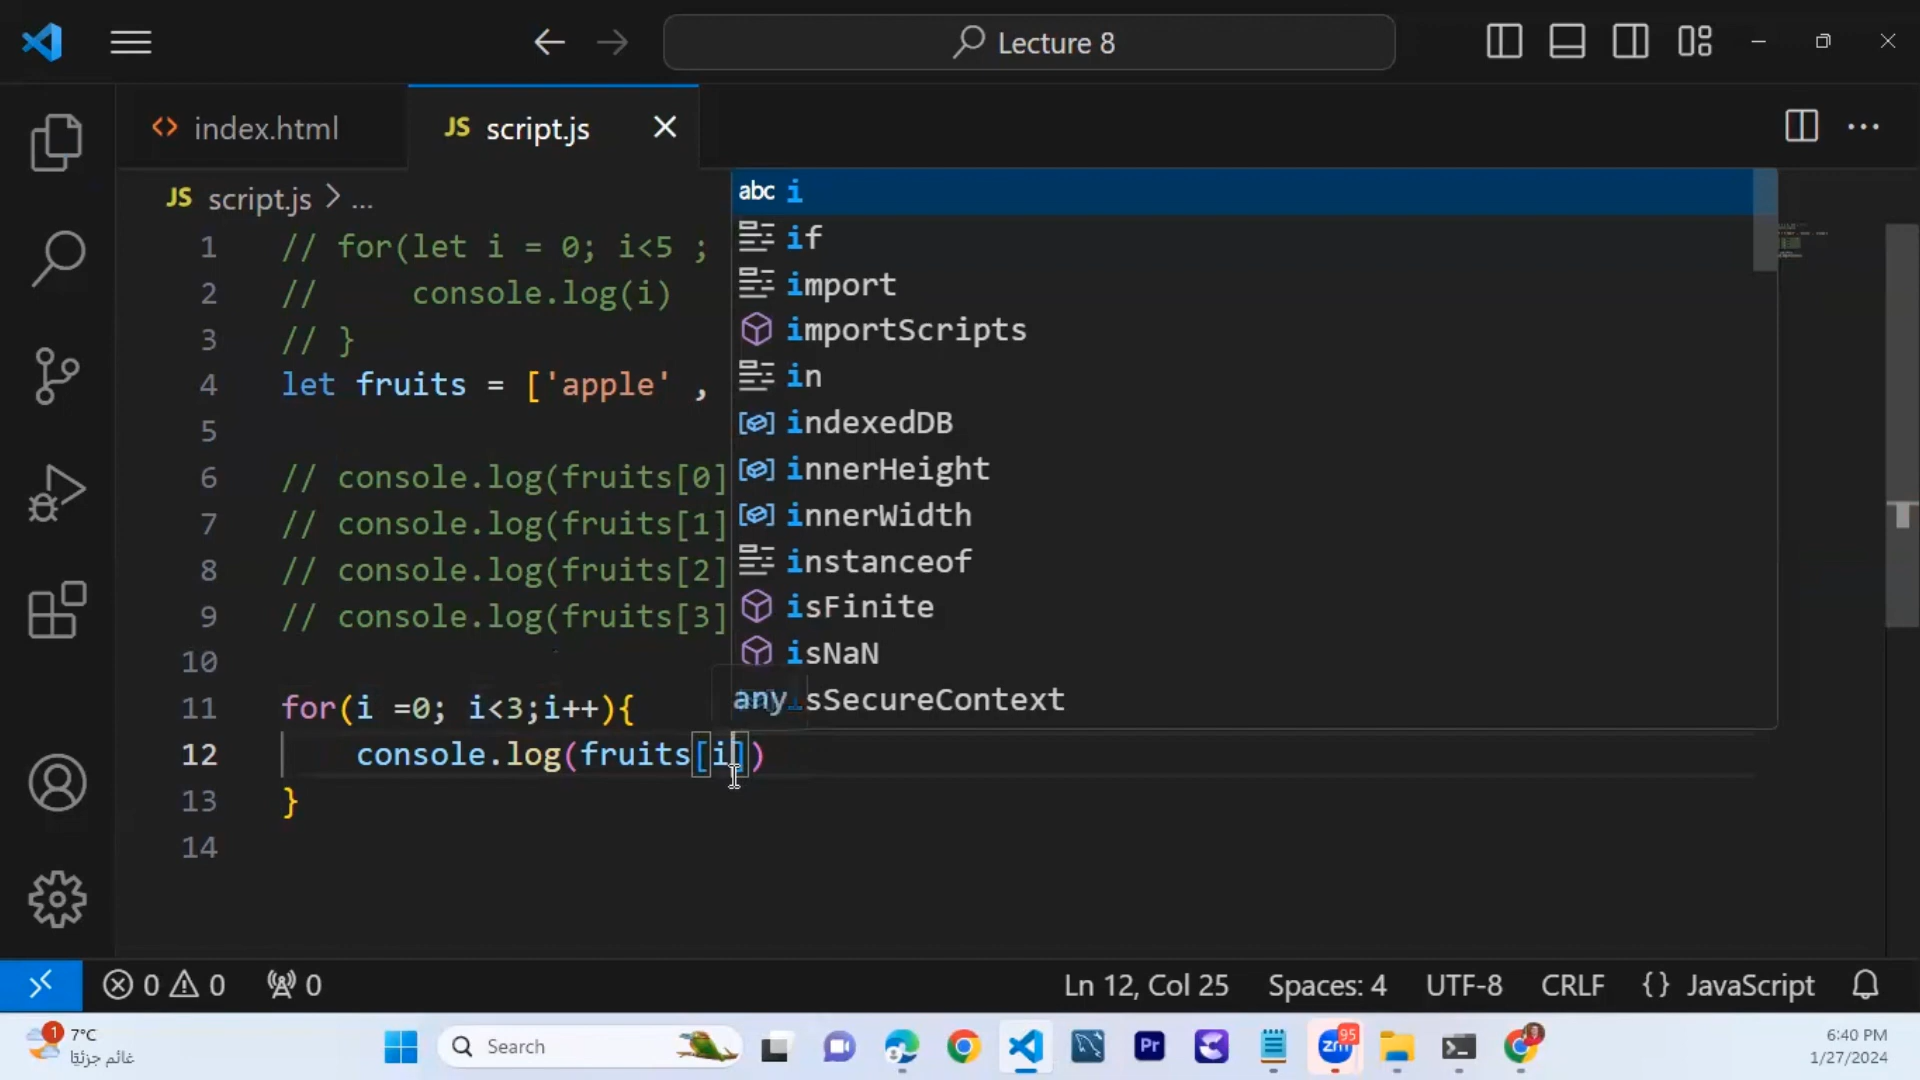 Lecture 8
index.html
JS script.js
JS script.js > ...
1 // for(let i = 0; i<5 ;
2 //     console.log(i)
3 // }
4 let fruits = ['apple' ,
5
6 // console.log(fruits[0]
7 // console.log(fruits[1]
8 // console.log(fruits[2]
9 // console.log(fruits[3]
10
11 for(i =0; i<3;i++){
12     console.log(fruits[i])
13 }
14
abc i
if
import
importScripts
in
indexedDB
innerHeight
innerWidth
instanceof
isFinite
isNaN
any
sSecureContext
0 0 0
Ln 12, Col 25 Spaces: 4 UTF-8 CRLF {} JavaScript
1 7°C
غائم جزئيًا
Search
Pr
zm 95
6:40 PM
1/27/2024